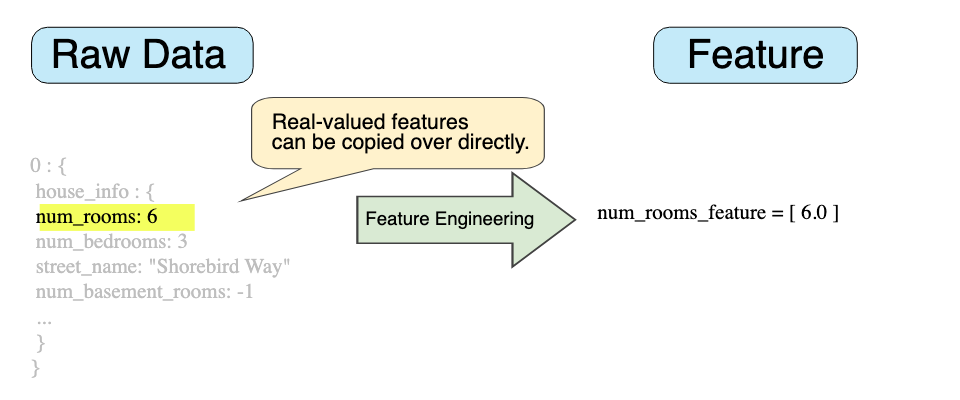 Raw Data
Feature
Real-valued features
can be copied over directly.
0 : {
house_info : {
num_rooms: 6
num_bedrooms: 3
street_name: "Shorebird Way"
num_basement_rooms: -1
...
}
}
Feature Engineering
num_rooms_feature = [ 6.0 ]